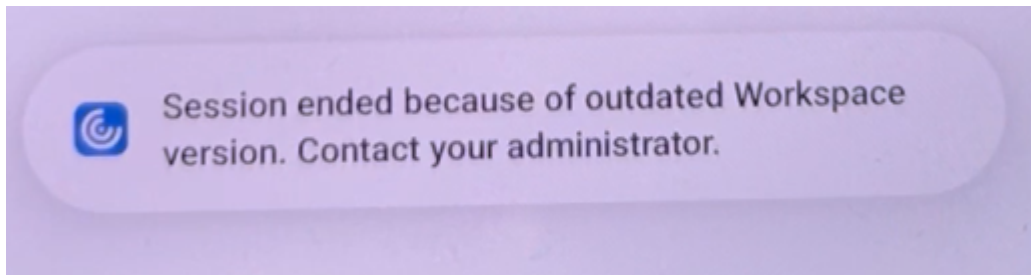 Session ended because of outdated Workspace
version. Contact your administrator.